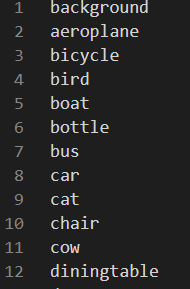 1 background
2 aeroplane
3 bicycle
4 bird
5 boat
6 bottle
7 bus
8 car
9 cat
10 chair
11 cow
12 diningtable